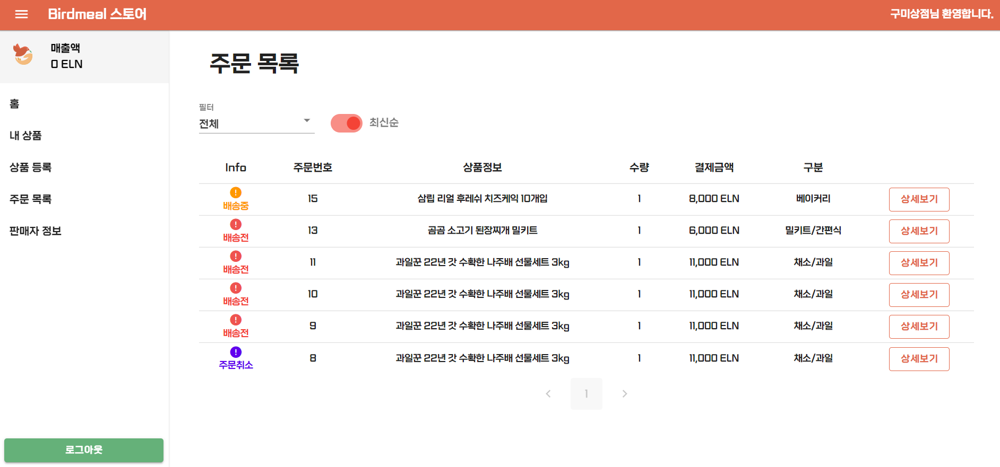 Birdmeal 스토어
구미상점님 환영합니다.
매출액
0 ELN
홈
내 상품
상품 등록
주문 목록
판매자 정보
로그아웃
주문 목록
필터
전체
최신순
Info 주문번호 상품정보 수량 결제금액 구분
배송중 15 삼립 리얼 후레쉬 치즈케익 10개입 1 8,000 ELN 베이커리 상세보기
배송전 13 곰곰 소고기 된장찌개 밀키트 1 6,000 ELN 밀키트/간편식 상세보기
배송전 11 과일꾼 22년 갓 수확한 나주배 선물세트 3kg 1 11,000 ELN 채소/과일 상세보기
배송전 10 과일꾼 22년 갓 수확한 나주배 선물세트 3kg 1 11,000 ELN 채소/과일 상세보기
배송전 9 과일꾼 22년 갓 수확한 나주배 선물세트 3kg 1 11,000 ELN 채소/과일 상세보기
주문취소 8 과일꾼 22년 갓 수확한 나주배 선물세트 3kg 1 11,000 ELN 채소/과일 상세보기
1